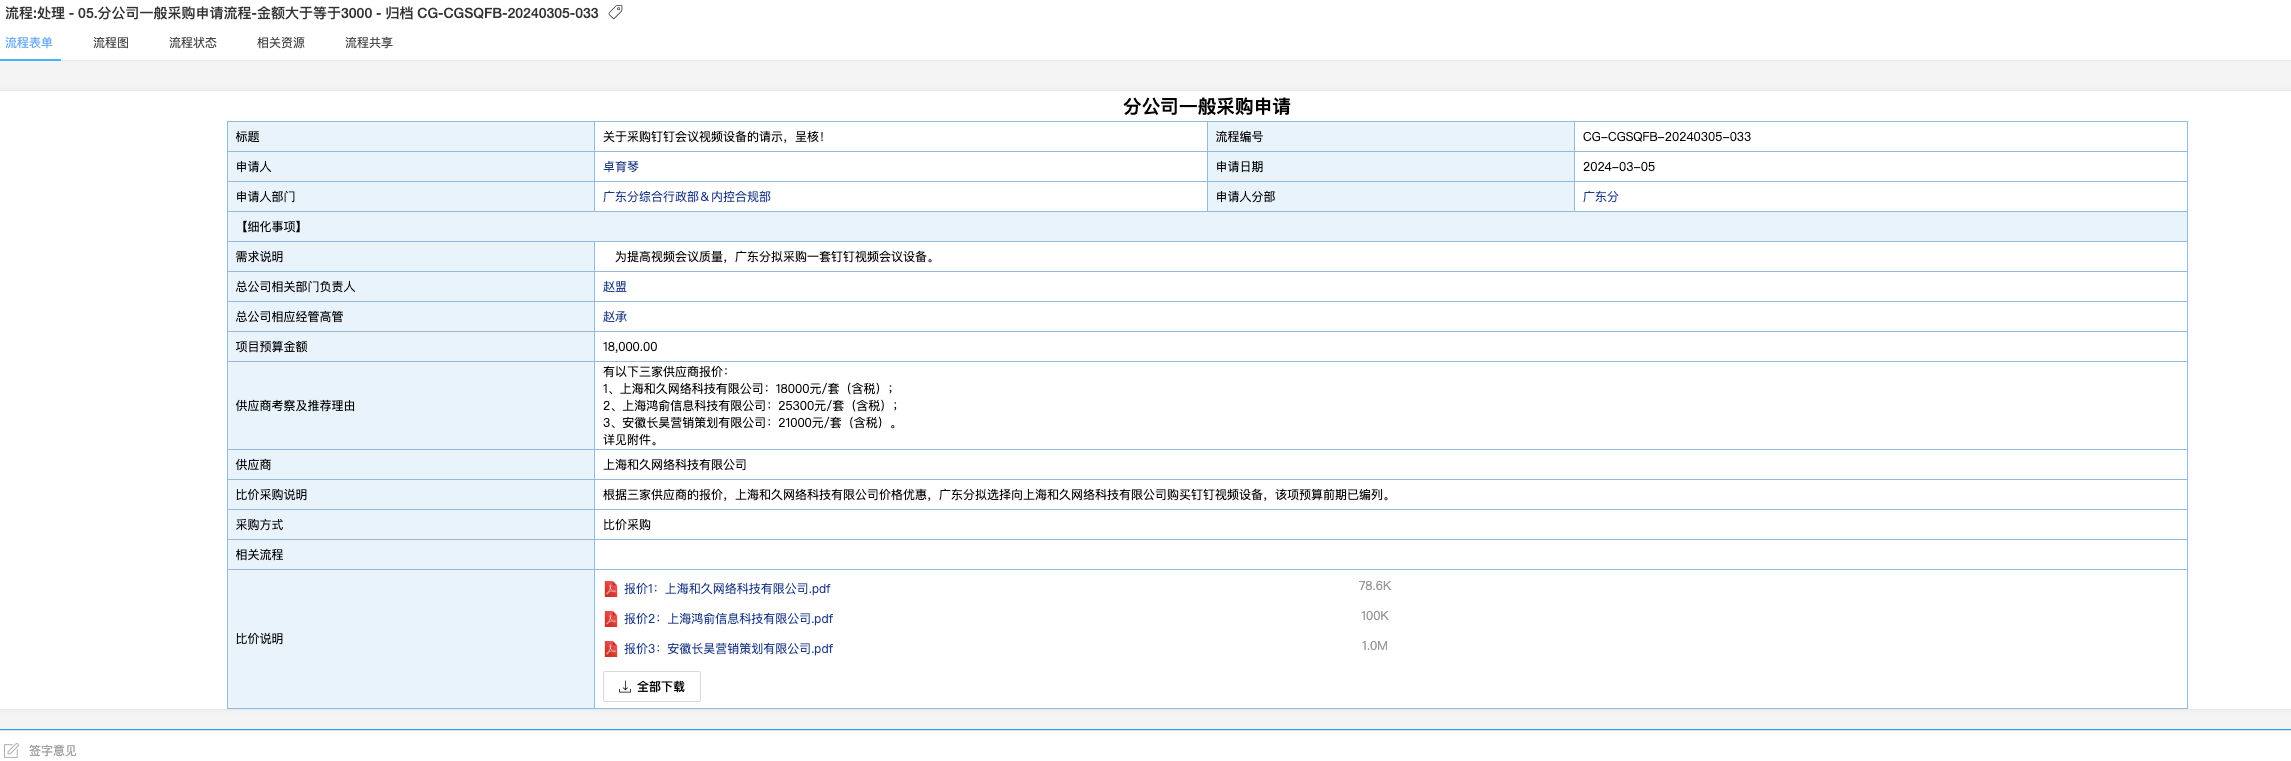 流程:处理 - 05.分公司一般采购申请流程-金额大于等于3000 - 归档 CG-CGSQFB-20240305-033
流程表单 流程图 流程状态 相关资源 流程共享
分公司一般采购申请
标题 关于采购钉钉会议视频设备的请示，呈核！ 流程编号 CG-CGSQFB-20240305-033
申请人 卓育琴 申请日期 2024-03-05
申请人部门 广东分综合行政部&内控合规部 申请人分部 广东分
【细化事项】
需求说明 为提高视频会议质量，广东分拟采购一套钉钉视频会议设备。
总公司相关部门负责人 赵盟
总公司相应经管高管 赵承
项目预算金额 18,000.00
供应商考察及推荐理由
有以下三家供应商报价：
1、上海和久网络科技有限公司：18000元/套（含税）；
2、上海鸿俞信息科技有限公司：25300元/套（含税）；
3、安徽长昊营销策划有限公司：21000元/套（含税）。
详见附件。
供应商 上海和久网络科技有限公司
比价采购说明 根据三家供应商的报价，上海和久网络科技有限公司价格优惠，广东分拟选择向上海和久网络科技有限公司购买钉钉视频设备，该项预算前期已编列。
采购方式 比价采购
相关流程
比价说明
报价1：上海和久网络科技有限公司.pdf 78.6K
报价2：上海鸿俞信息科技有限公司.pdf 100K
报价3：安徽长昊营销策划有限公司.pdf 1.0M
全部下载
签字意见